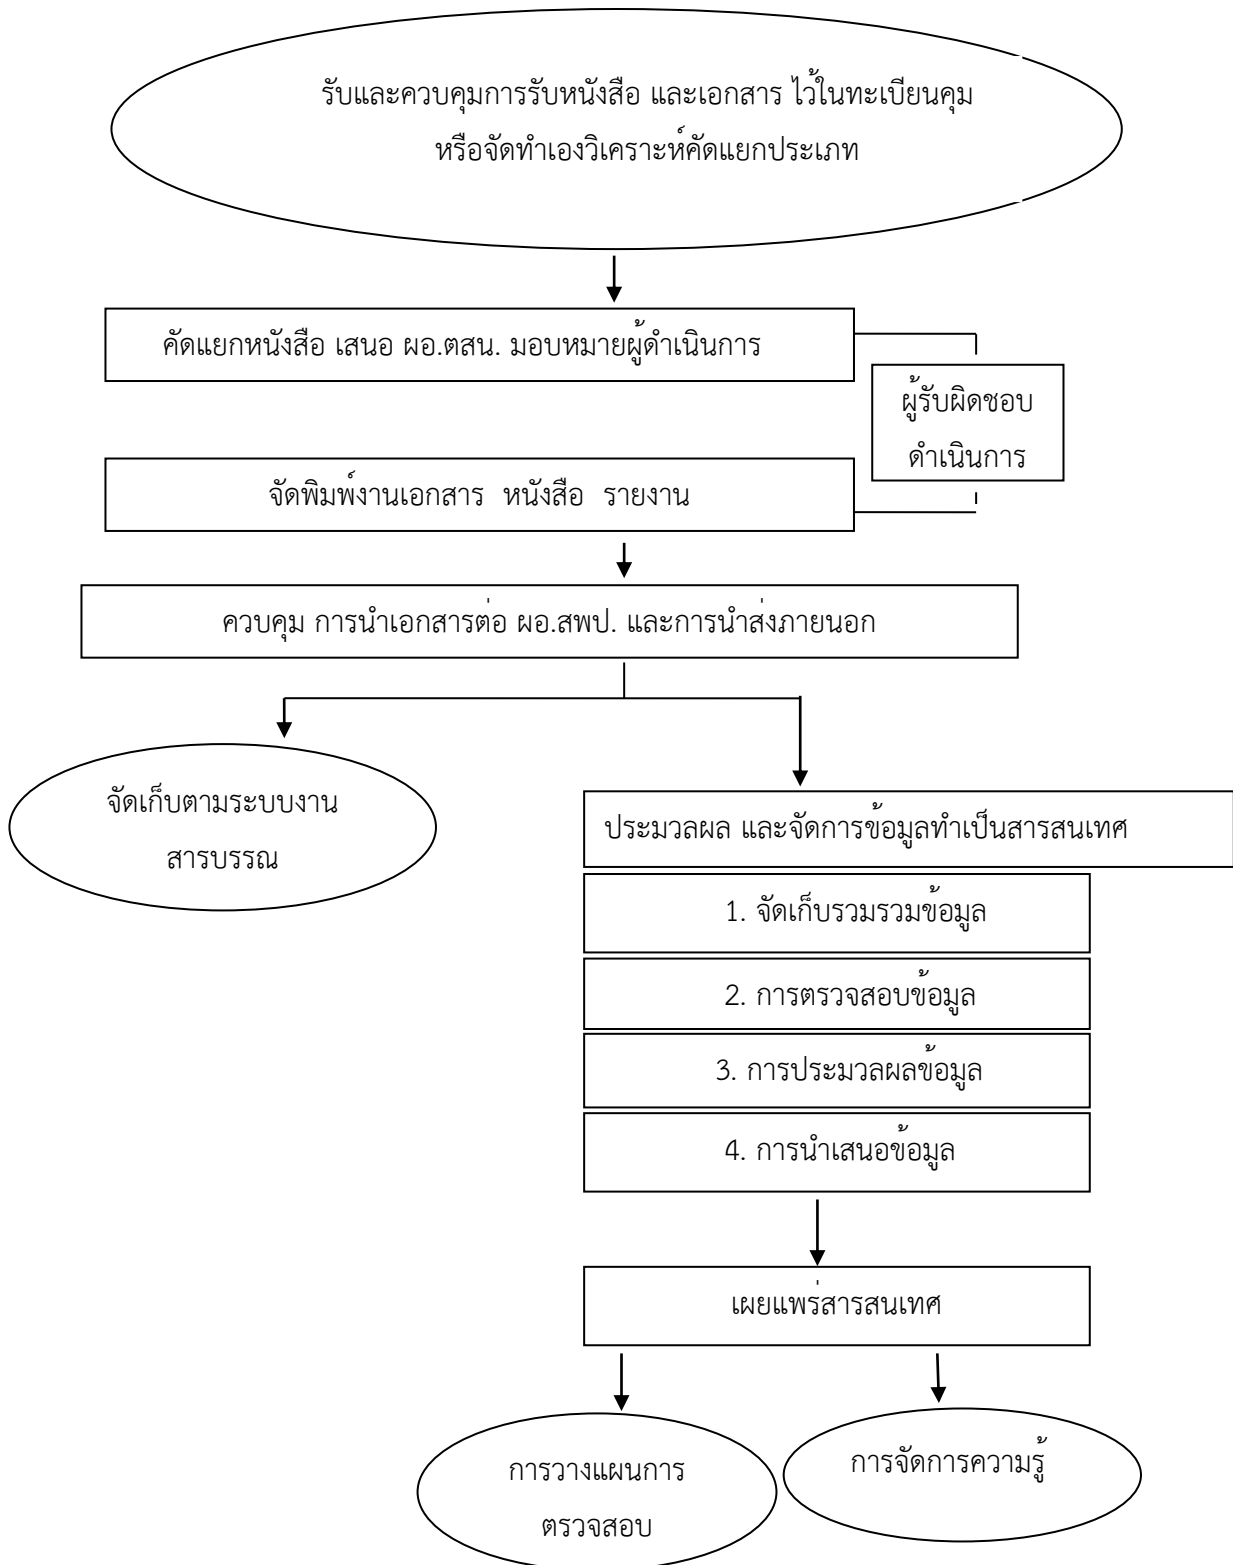 รับและควบคุมการรับหนังสือ และเอกสาร ไว้ในทะเบียนคุม
หรือจัดทำเองวิเคราะห์คัดแยกประเภท
คัดแยกหนังสือ เสนอ ผอ.ตสน. มอบหมายผู้ดำเนินการ
ผู้รับผิดชอบ
ดำเนินการ
จัดพิมพ์งานเอกสาร หนังสือ รายงาน
ควบคุม การนำเอกสารต่อ ผอ.สพป. และการนำส่งภายนอก
จัดเก็บตามระบบงาน
สารบรรณ
ประมวลผล และจัดการข้อมูลทำเป็นสารสนเทศ
1. จัดเก็บรวมรวมข้อมูล
2. การตรวจสอบข้อมูล
3. การประมวลผลข้อมูล
4. การนำเสนอข้อมูล
เผยแพร่สารสนเทศ
การวางแผนการ
ตรวจสอบ
การจัดการความรู้